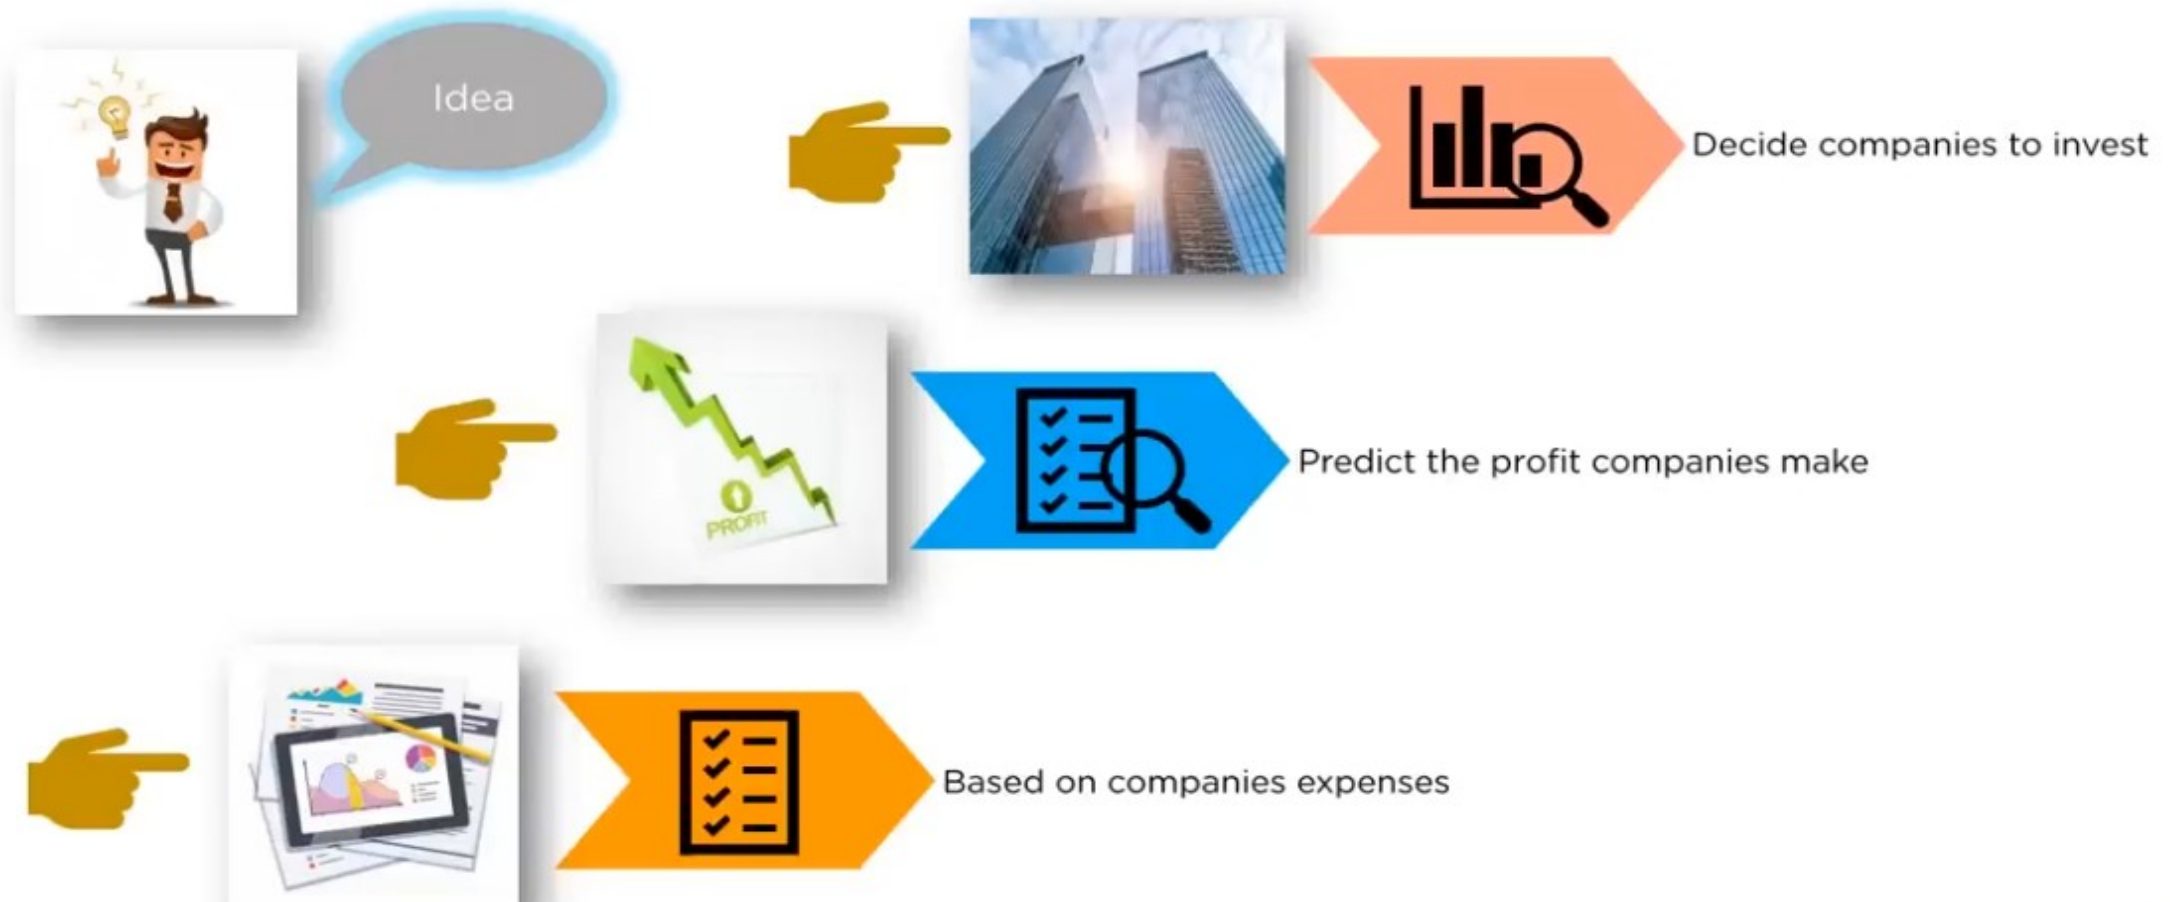 Idea
Decide companies to invest
Predict the profit companies make
PROFIT
Based on companies expenses